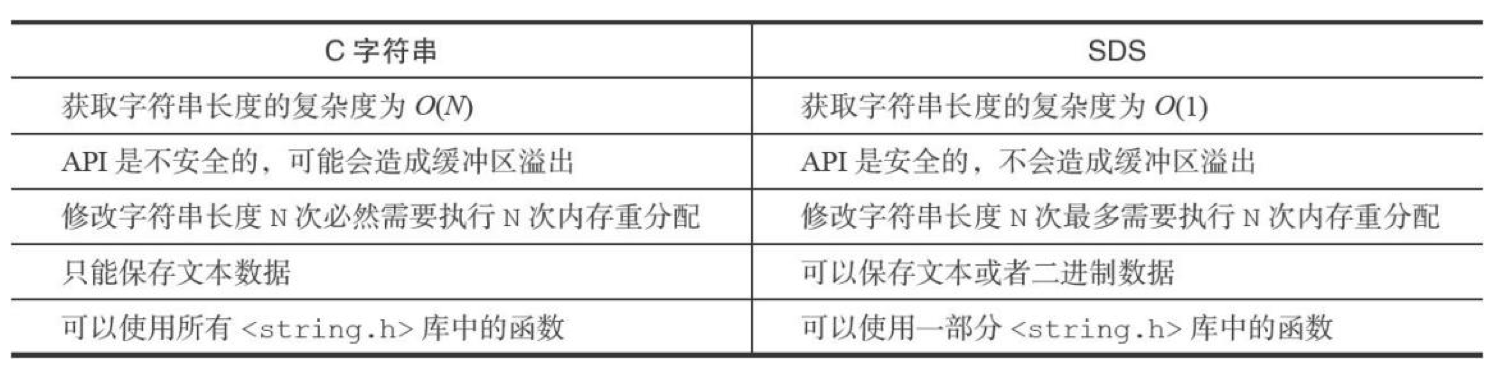 C 字符串 SDS
获取字符串长度的复杂度为 O(N) 获取字符串长度的复杂度为 O(1)
API 是不安全的，可能会造成缓冲区溢出 API 是安全的，不会造成缓冲区溢出
修改字符串长度 N 次必然需要执行 N 次内存重分配 修改字符串长度 N 次最多需要执行 N 次内存重分配
只能保存文本数据 可以保存文本或者二进制数据
可以使用所有 <string.h> 库中的函数 可以使用一部分 <string.h> 库中的函数